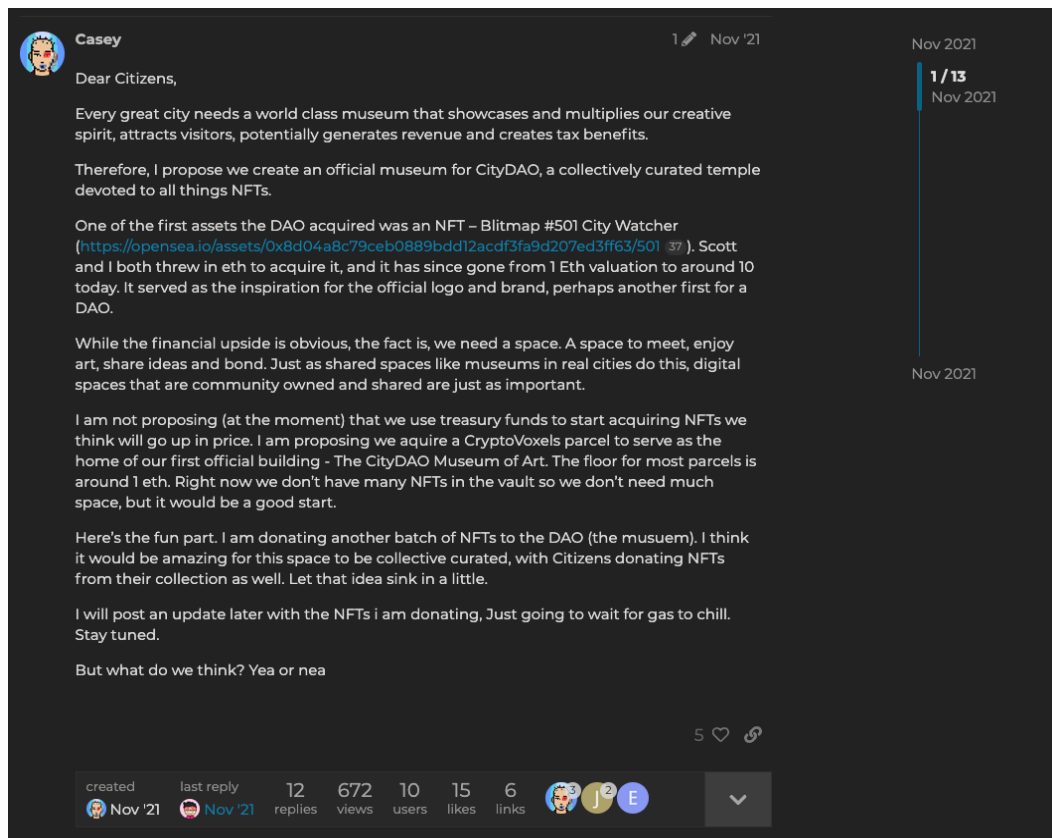 Casey
1 Nov '21
Dear Citizens,
Every great city needs a world class museum that showcases and multiplies our creative
spirit, attracts visitors, potentially generates revenue and creates tax benefits.
Therefore, I propose we create an official museum for CityDAO, a collectively curated temple
devoted to all things NFTs.
One of the first assets the DAO acquired was an NFT – Blitmap #501 City Watcher
(https://opensea.io/assets/0x8d04a8c79ceb0889bdd12acdf3fa9d207ed3ff63/501 37 ). Scott
and I both threw in eth to acquire it, and it has since gone from 1 Eth valuation to around 10
today. It served as the inspiration for the official logo and brand, perhaps another first for a
DAO.
While the financial upside is obvious, the fact is, we need a space. A space to meet, enjoy
art, share ideas and bond. Just as shared spaces like museums in real cities do this, digital
spaces that are community owned and shared are just as important.
I am not proposing (at the moment) that we use treasury funds to start acquiring NFTs we
think will go up in price. I am proposing we aquire a CryptoVoxels parcel to serve as the
home of our first official building - The CityDAO Museum of Art. The floor for most parcels is
around 1 eth. Right now we don't have many NFTs in the vault so we don't need much
space, but it would be a good start.
Here's the fun part. I am donating another batch of NFTs to the DAO (the musuem). I think
it would be amazing for this space to be collective curated, with Citizens donating NFTs
from their collection as well. Let that idea sink in a little.
I will post an update later with the NFTs i am donating, Just going to wait for gas to chill.
Stay tuned.
But what do we think? Yea or nea
5
created
Nov '21
last reply
Nov '21
12
replies
672
views
10
users
15
likes
6
links
3
J 2
E
Nov 2021
1 / 13
Nov 2021
Nov 2021